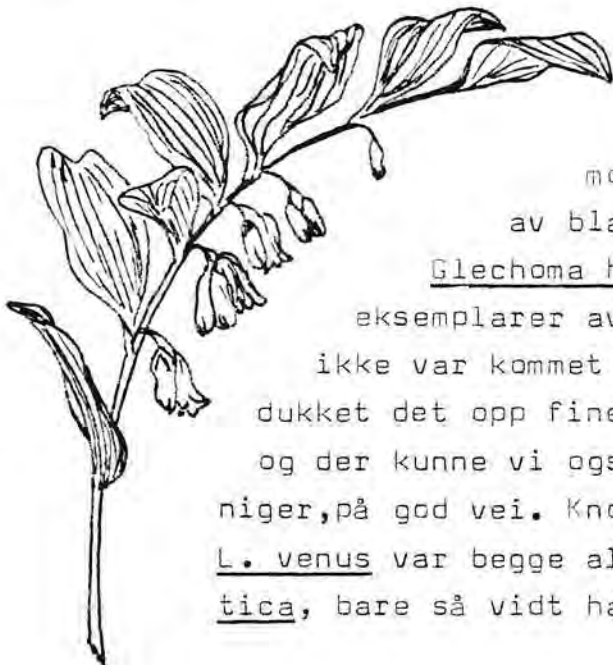 av bla
Glechoma h
eksemplarer av
ikke var kommet
dukket det opp fine
og der kunne vi ogs
niger, på god vei. Kno
L. venus var begge al
tica, bare så vidt ha